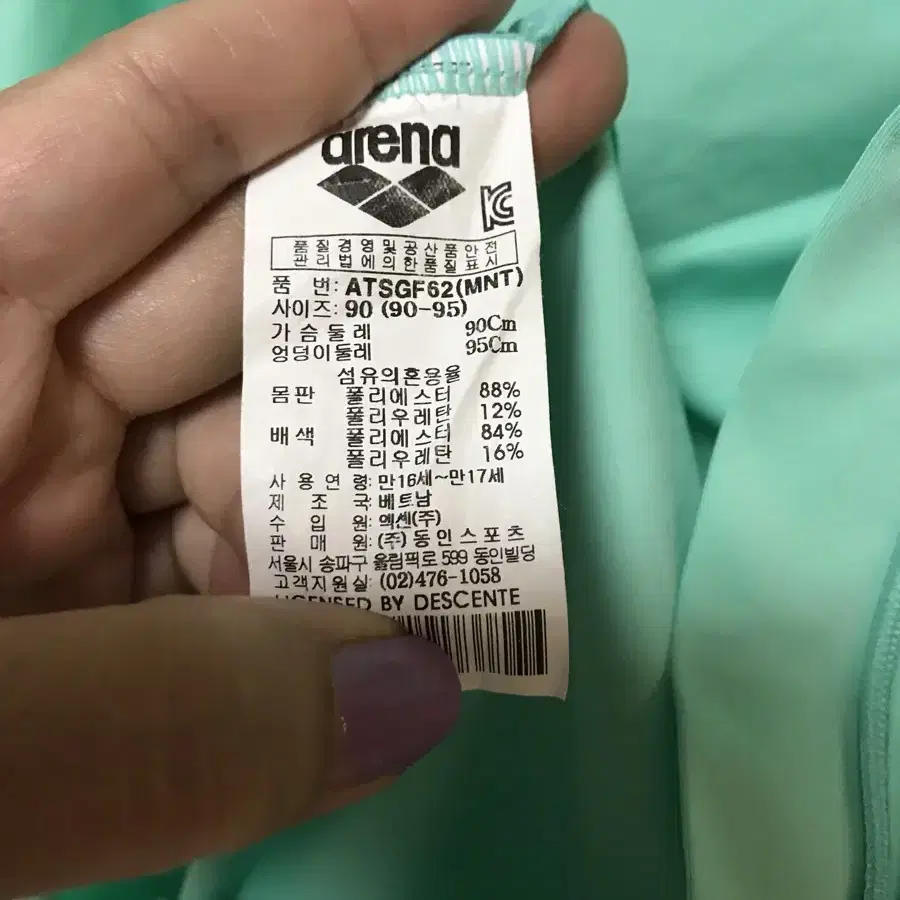 arena
KC
품질경영및공산품안전
관리법에의한품질표시
품 번: ATSGF62(MNT)
사이즈: 90 (90-95)
가슴둘레 90Cm
엉덩이둘레 95Cm
섬유의혼용율
몸판 폴리에스터 88%
폴리우레탄 12%
배색 폴리에스터 84%
폴리우레탄 16%
사용연령: 만16세~만17세
제 조 국: 베트남
수 입 원: 엑센(주)
판 매 원: (주)동인스포츠
서울시 송파구 올림픽로 599 동인빌딩
고객지원실: (02)476-1058
LICENSED BY DESCENTE